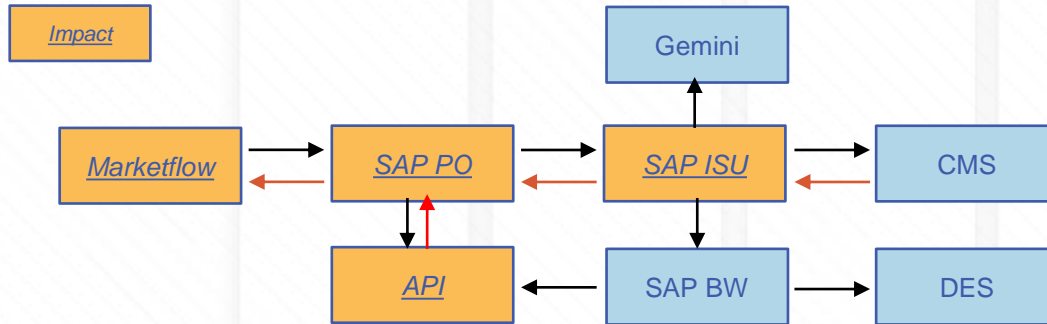 Impact
Gemini
Marketflow
SAP PO
SAP ISU
CMS
API
SAP BW
DES